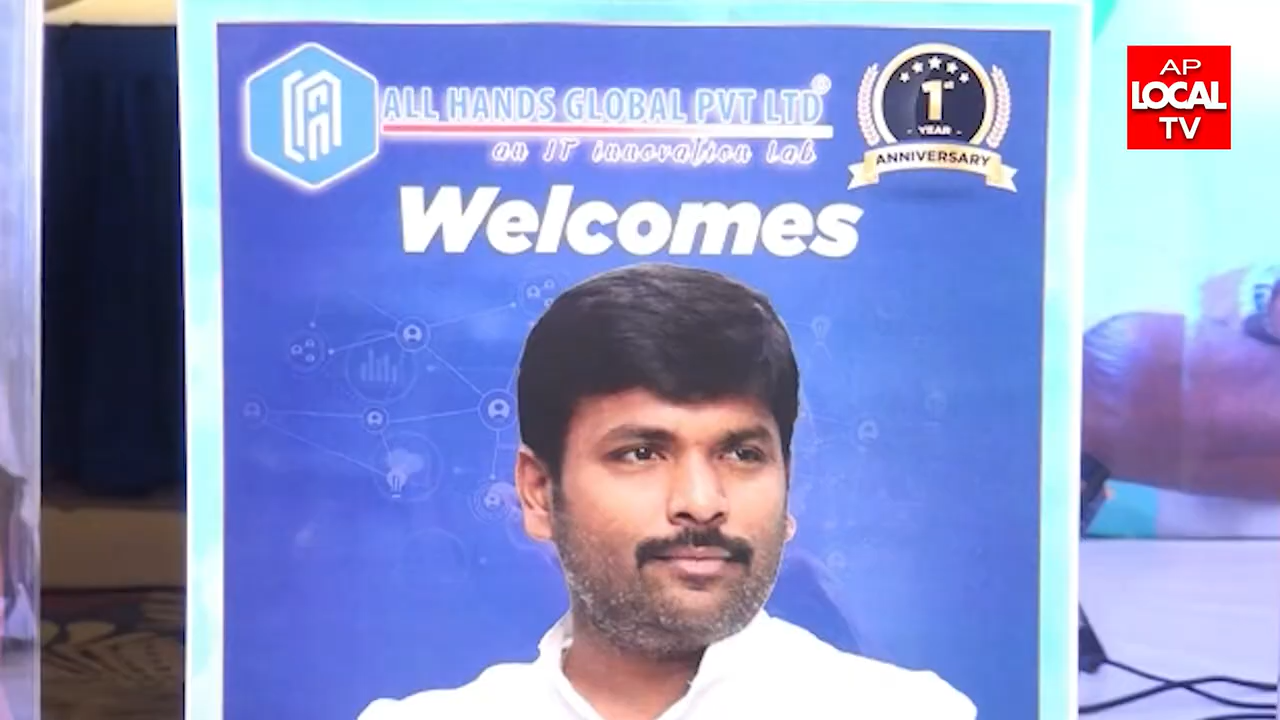 ALL HANDS GLOBAL PVT LTD®
an IT innovation lab
1st
- YEAR -
ANNIVERSARY
Welcomes
AP
LOCAL
TV